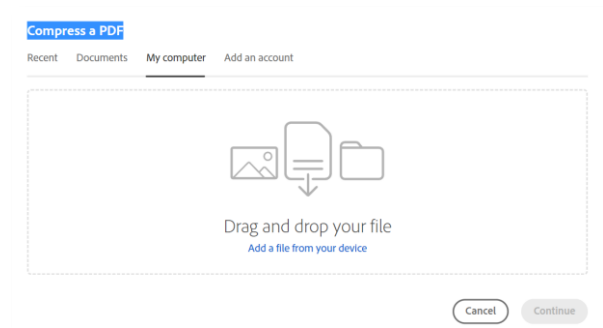 Compress a PDF
Recent Documents My computer Add an account
Drag and drop your file
Add a file from your device
Cancel Continue